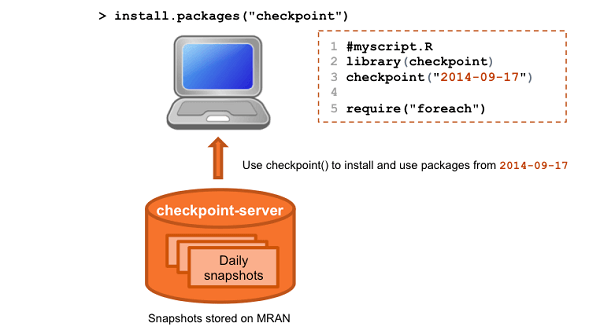 > install.packages("checkpoint")
1 #myscript.R
2 library(checkpoint)
3 checkpoint("2014-09-17")
4
5 require("foreach")
Use checkpoint() to install and use packages from 2014-09-17
checkpoint-server
Daily
snapshots
Snapshots stored on MRAN